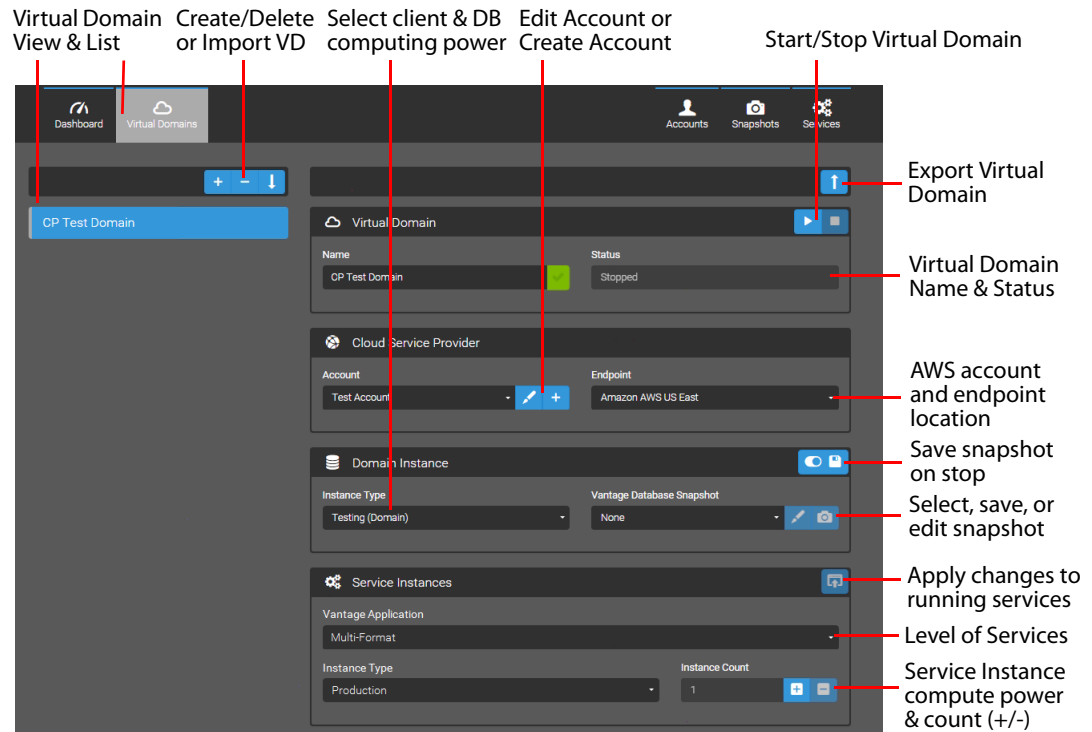 Virtual Domain
View & List
Create/Delete
or Import VD
Select client & DB
computing power
Edit Account or
Create Account
Start/Stop Virtual Domain
Dashboard
Virtual Domains
Accounts
Snapshots
Services
Export Virtual
Domain
CP Test Domain
Virtual Domain
Name
Status
CP Test Domain
Stopped
Virtual Domain
Name & Status
Cloud Service Provider
Account
Endpoint
Test Account
Amazon AWS US East
AWS account
and endpoint
location
Domain Instance
Save snapshot
on stop
Instance Type
Vantage Database Snapshot
Testing (Domain)
None
Select, save, or
edit snapshot
Service Instances
Apply changes to
running services
Vantage Application
Multi-Format
Level of Services
Instance Type
Instance Count
Production
1
Service Instance
compute power
& count (+/-)